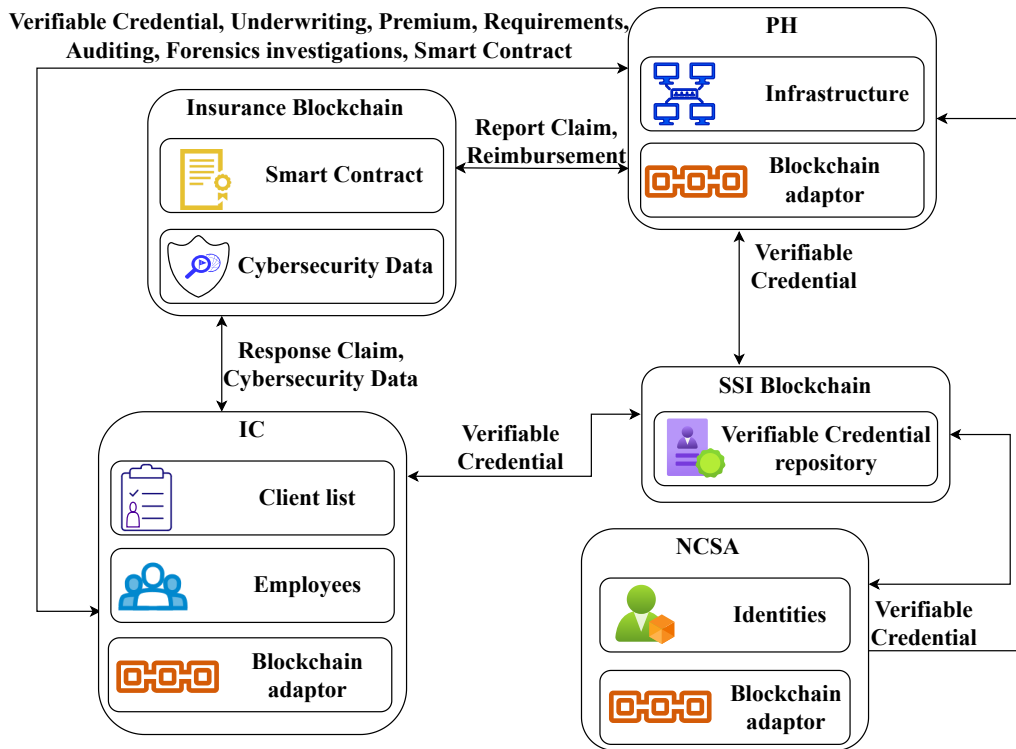 Verifiable Credential, Underwriting, Premium, Requirements,
Auditing, Forensics investigations, Smart Contract
PH
Infrastructure
Blockchain
adaptor
Insurance Blockchain
Smart Contract
Cybersecurity Data
Report Claim,
Reimbursement
Verifiable
Credential
Response Claim,
Cybersecurity Data
SSI Blockchain
Verifiable Credential
repository
IC
Client list
Employees
Blockchain
adaptor
Verifiable
Credential
NCSA
Identities
Blockchain
adaptor
Verifiable
Credential